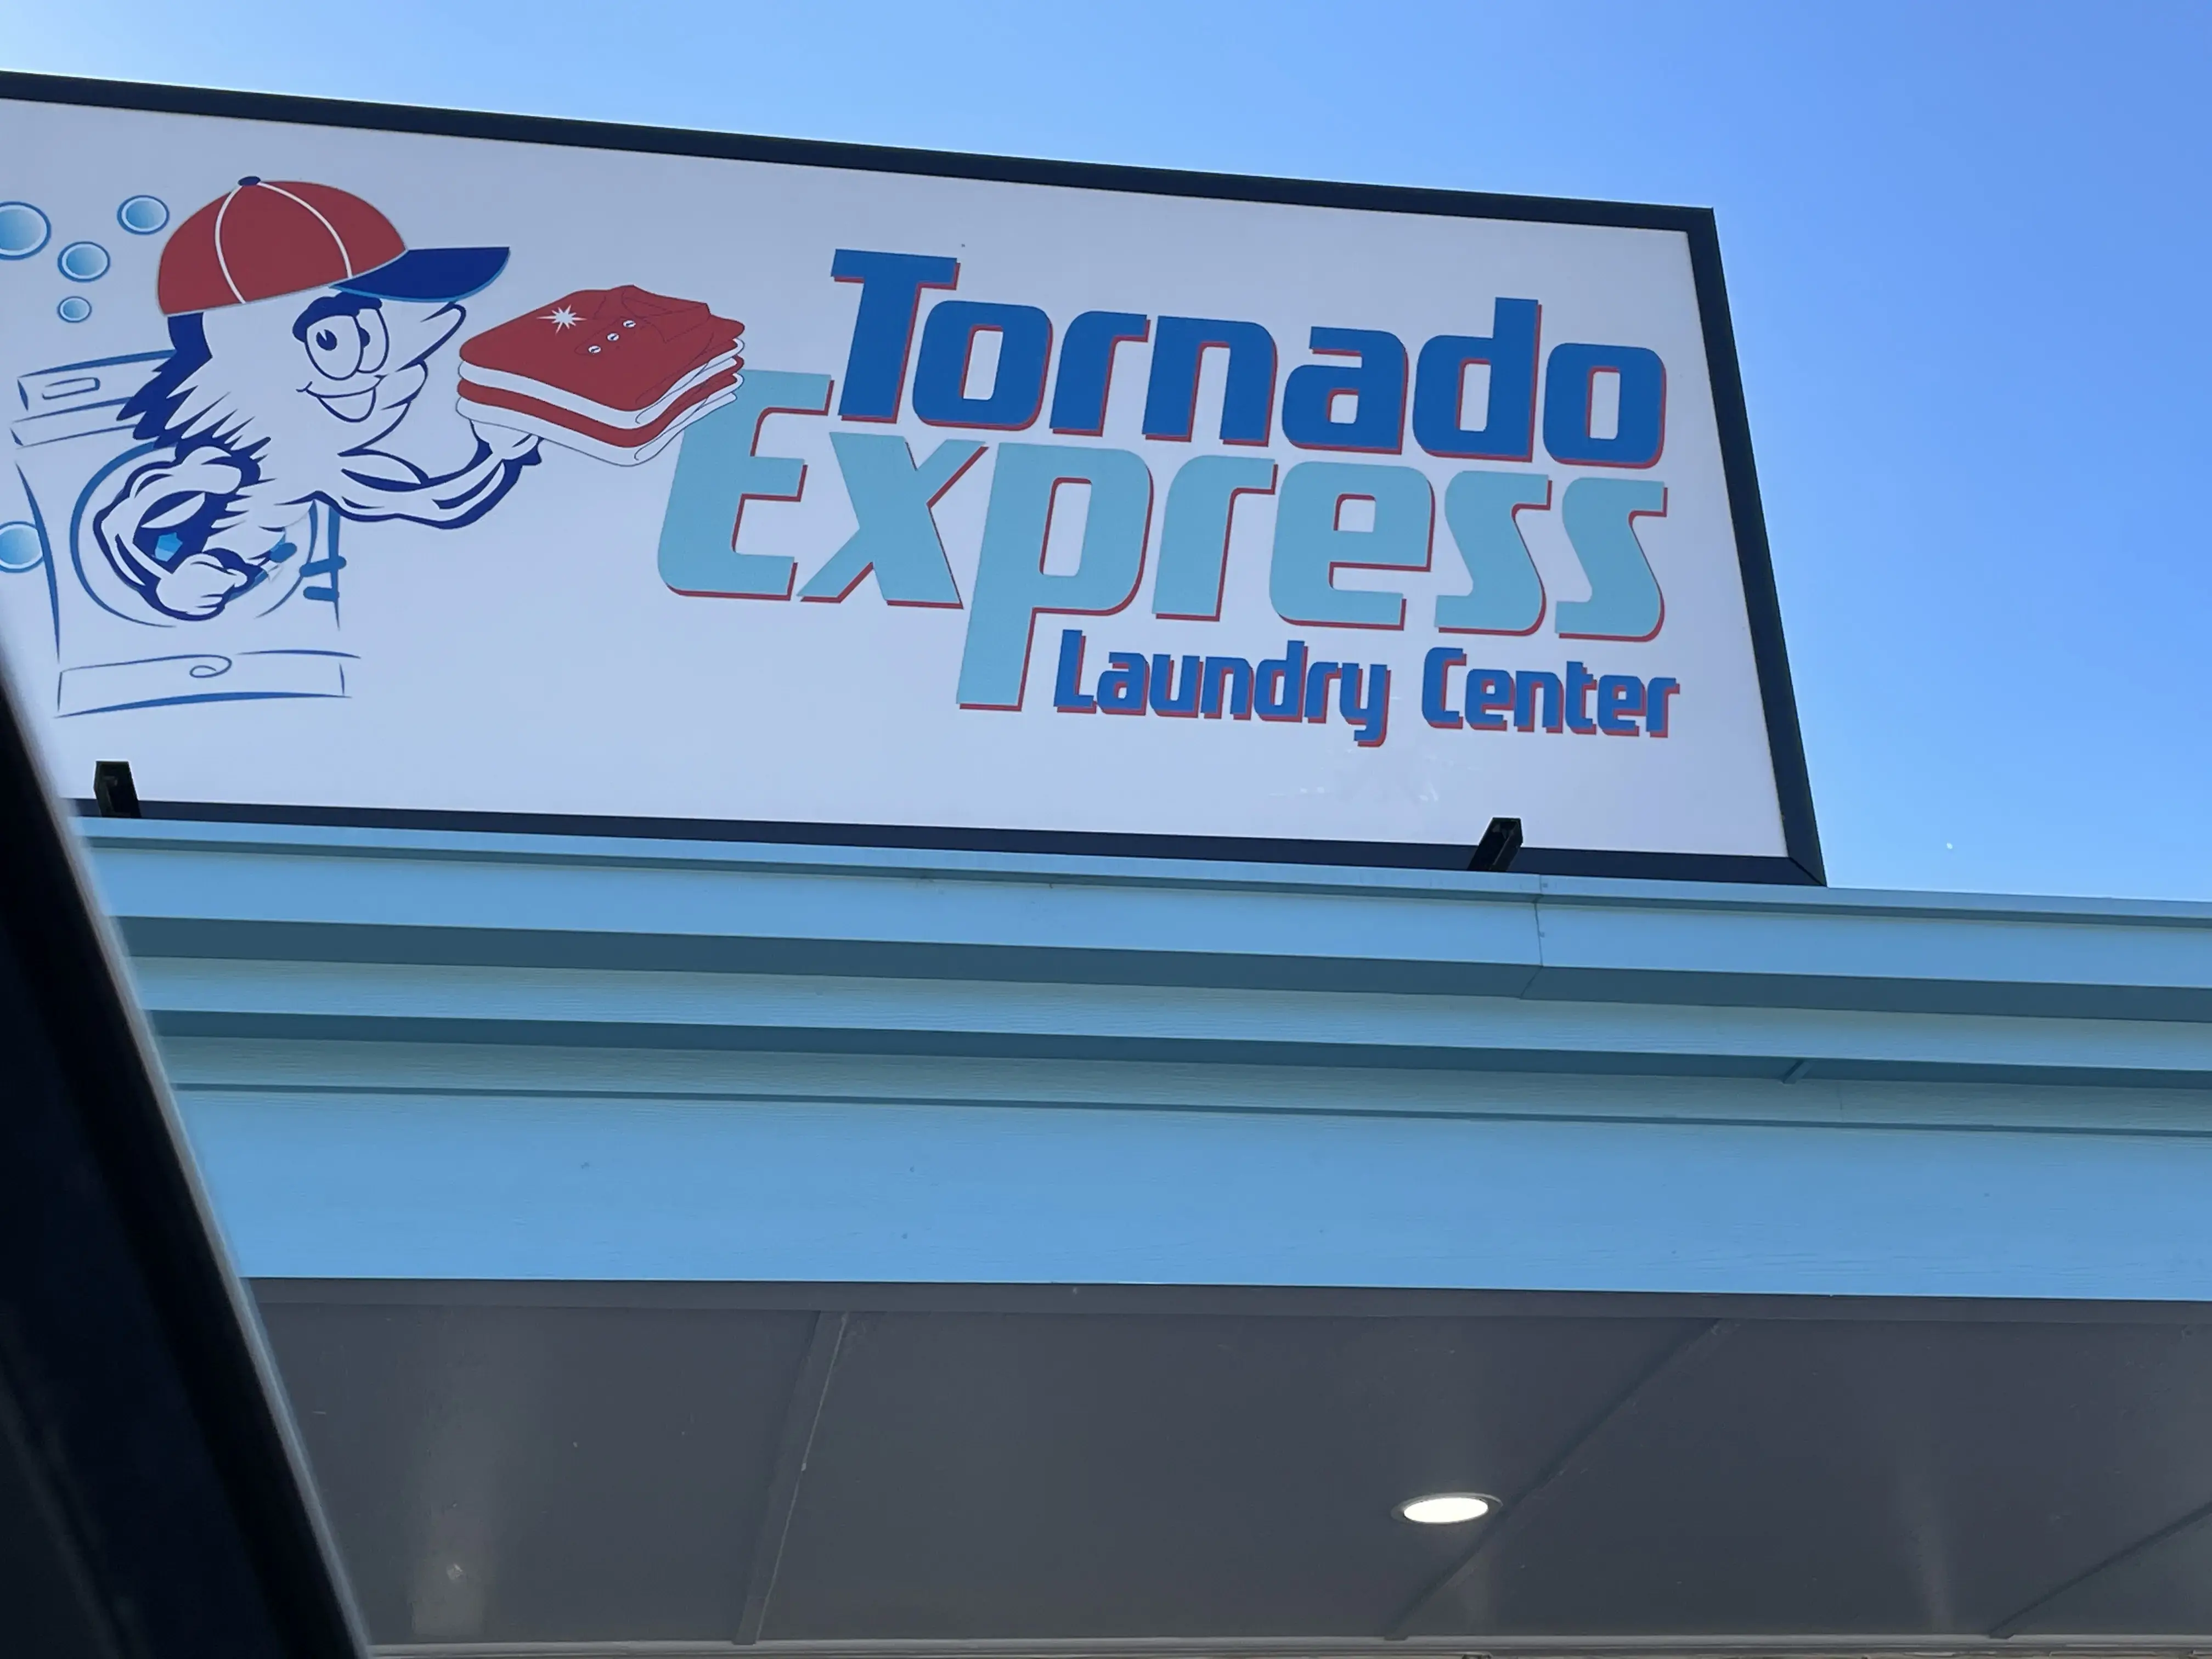 Tornado
Express
Laundry Center